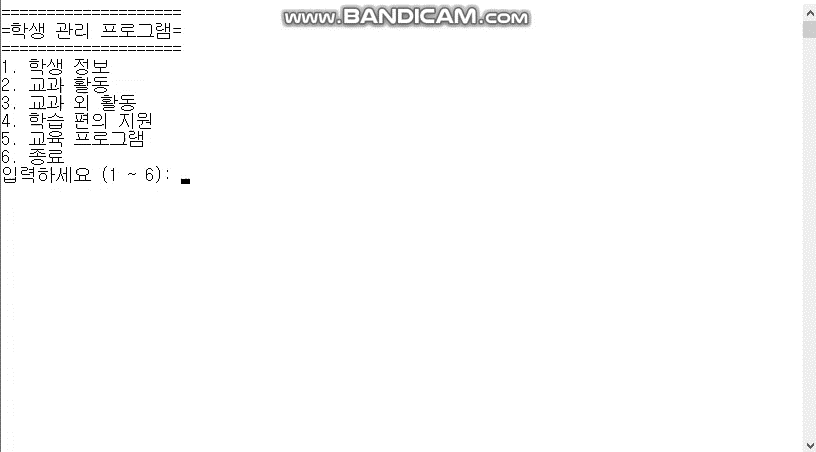 ====================
www.BANDICAM.com
=학생 관리 프로그램=
====================
1. 학생 정보
2. 교과 활동
3. 교과 외 활동
4. 학습 편의 지원
5. 교육 프로그램
6. 종료
입력하세요 (1 ~ 6):